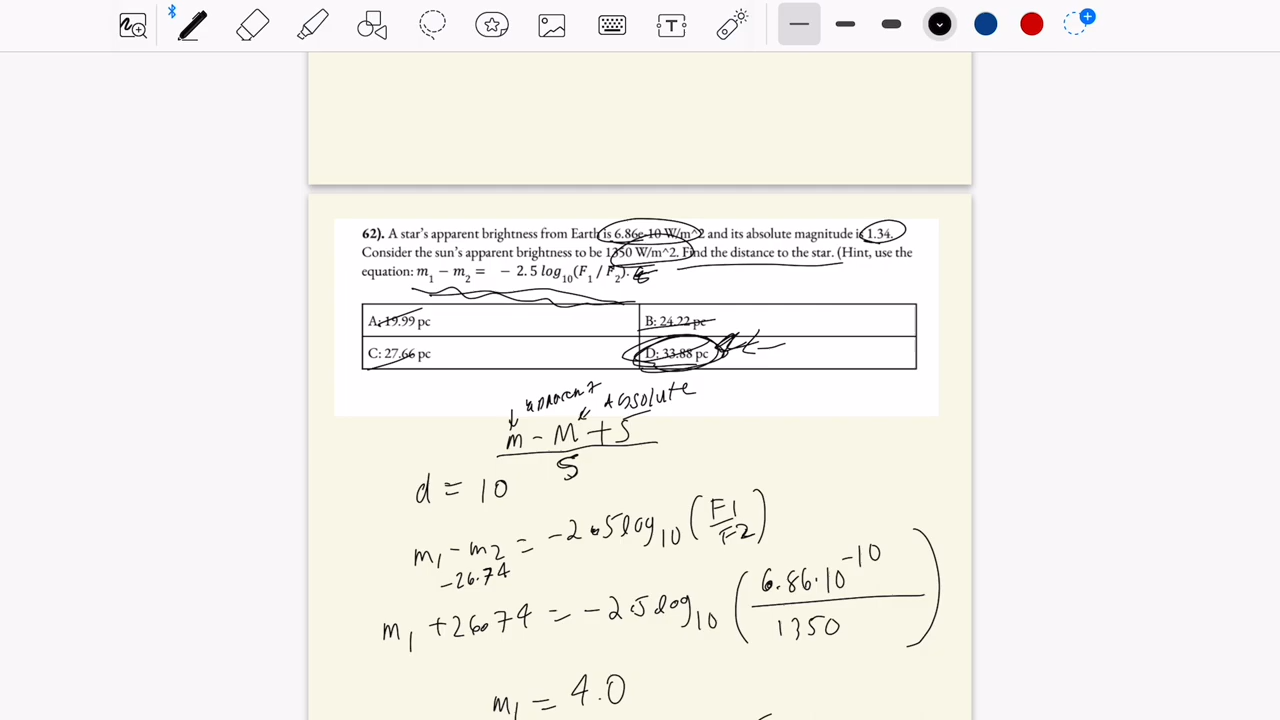 62). A star's apparent brightness from Earth is 6.86e-10 W/m^2 and its absolute magnitude is 1.34.
Consider the sun's apparent brightness to be 1350 W/m^2. Find the distance to the star. (Hint, use the
equation: m1 − m2 = − 2.5 log10(F1 / F2).
A: 19.99 pc
B: 24.22 pc
C: 27.66 pc
D: 33.88 pc
apparent Absolute
m - M + 5
5
d = 10
m1 - m2 = -2.5log10 (F1/F2)
-26.74
m1 + 26.74 = -2.5log10 (6.86·10^-10 / 1350)
m1 = 4.0